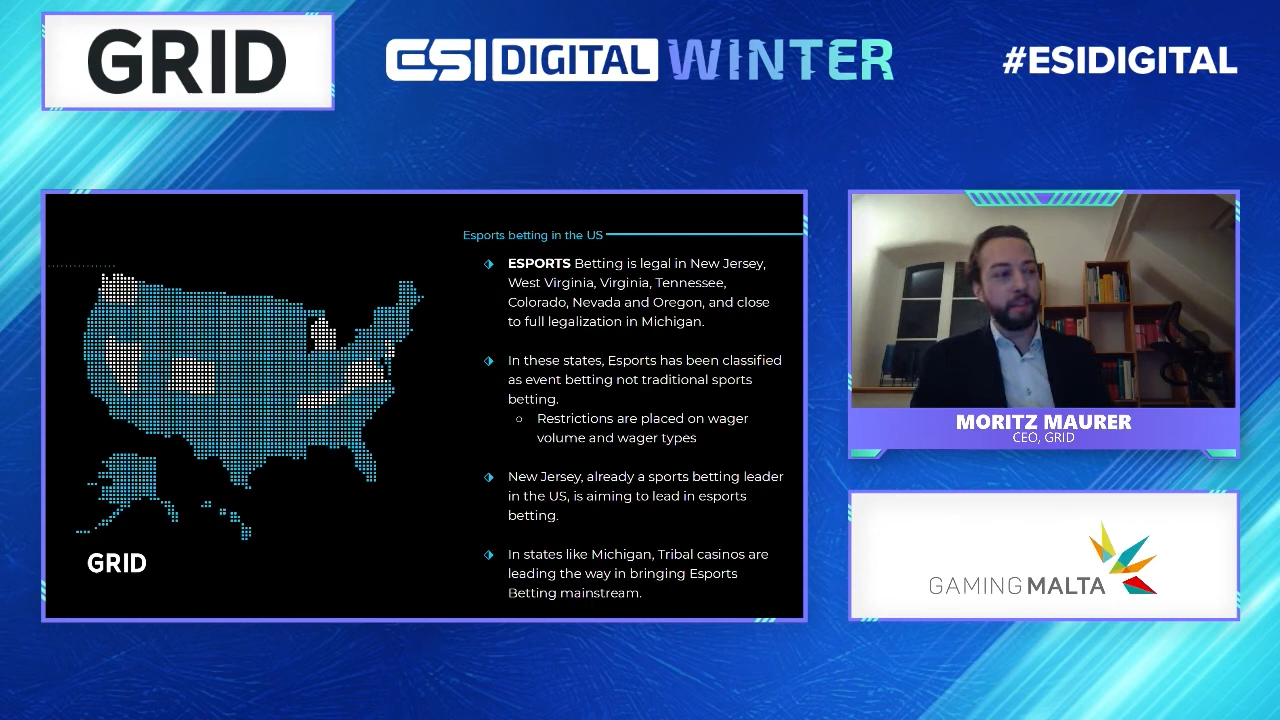 GRID
ESI DIGITAL WINTER
#ESIDIGITAL
Esports betting in the US
ESPORTS Betting is legal in New Jersey,
West Virginia, Virginia, Tennessee,
Colorado, Nevada and Oregon, and close
to full legalization in Michigan.
In these states, Esports has been classified
as event betting not traditional sports
betting.
Restrictions are placed on wager
volume and wager types
New Jersey, already a sports betting leader
in the US, is aiming to lead in esports
betting.
In states like Michigan, Tribal casinos are
leading the way in bringing Esports
Betting mainstream.
GRID
MORITZ MAURER
CEO, GRID
GAMINGMALTA